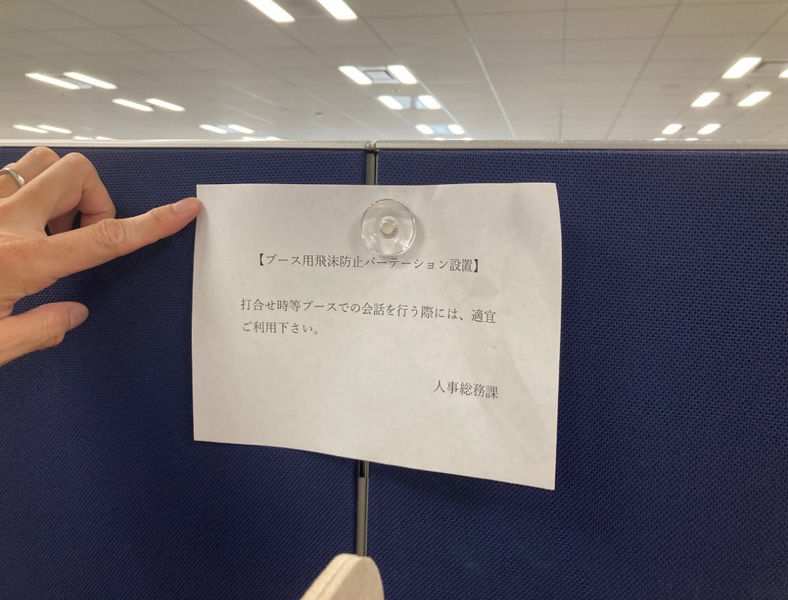 【ブース用飛沫防止パーテーション設置】
打合せ時等ブースでの会話を行う際には、適宜
ご利用下さい。
人事総務課